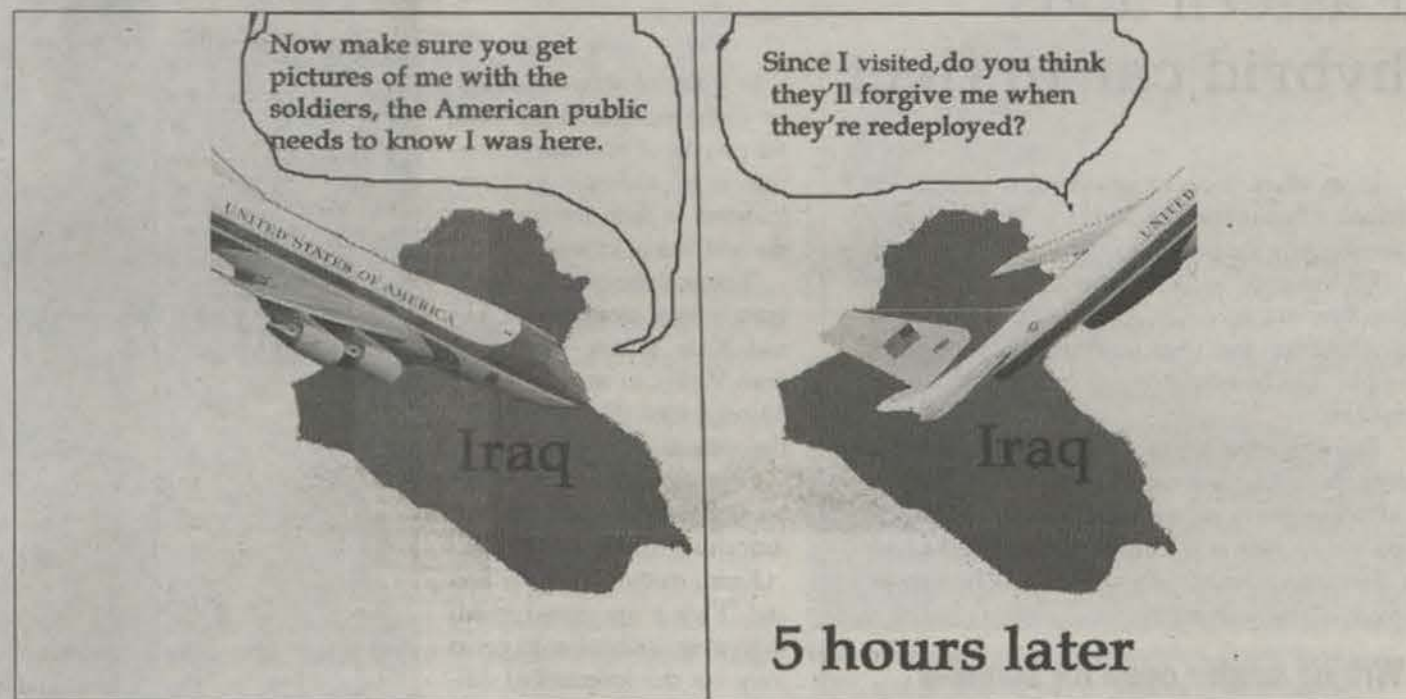 Now make sure you get
pictures of me with the
soldiers, the American public
needs to know I was here.
UNITED STATES OF AMERICA
Iraq
Since I visited,do you think
they'll forgive me when
they're redeployed?
UNITED
Iraq
5 hours later